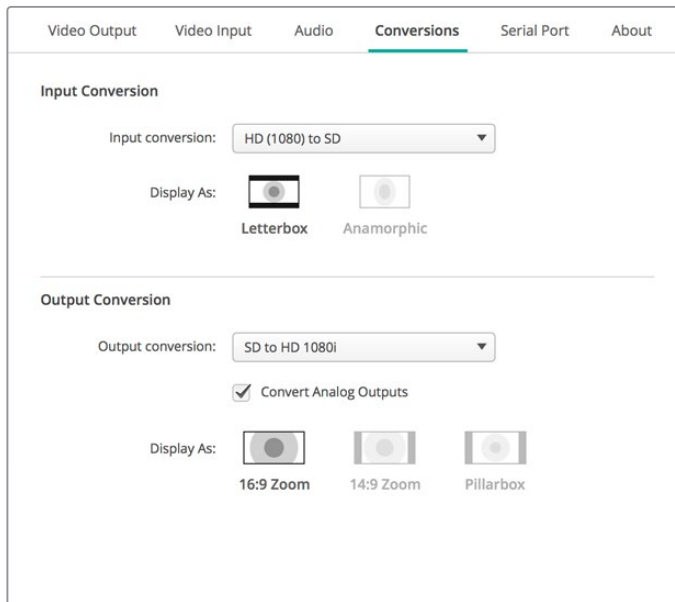 Video Output Video Input Audio Conversions Serial Port About
Input Conversion
Input conversion: HD (1080) to SD
Display As:
Letterbox Anamorphic
Output Conversion
Output conversion: SD to HD 1080i
Convert Analog Outputs
Display As:
16:9 Zoom 14:9 Zoom Pillarbox